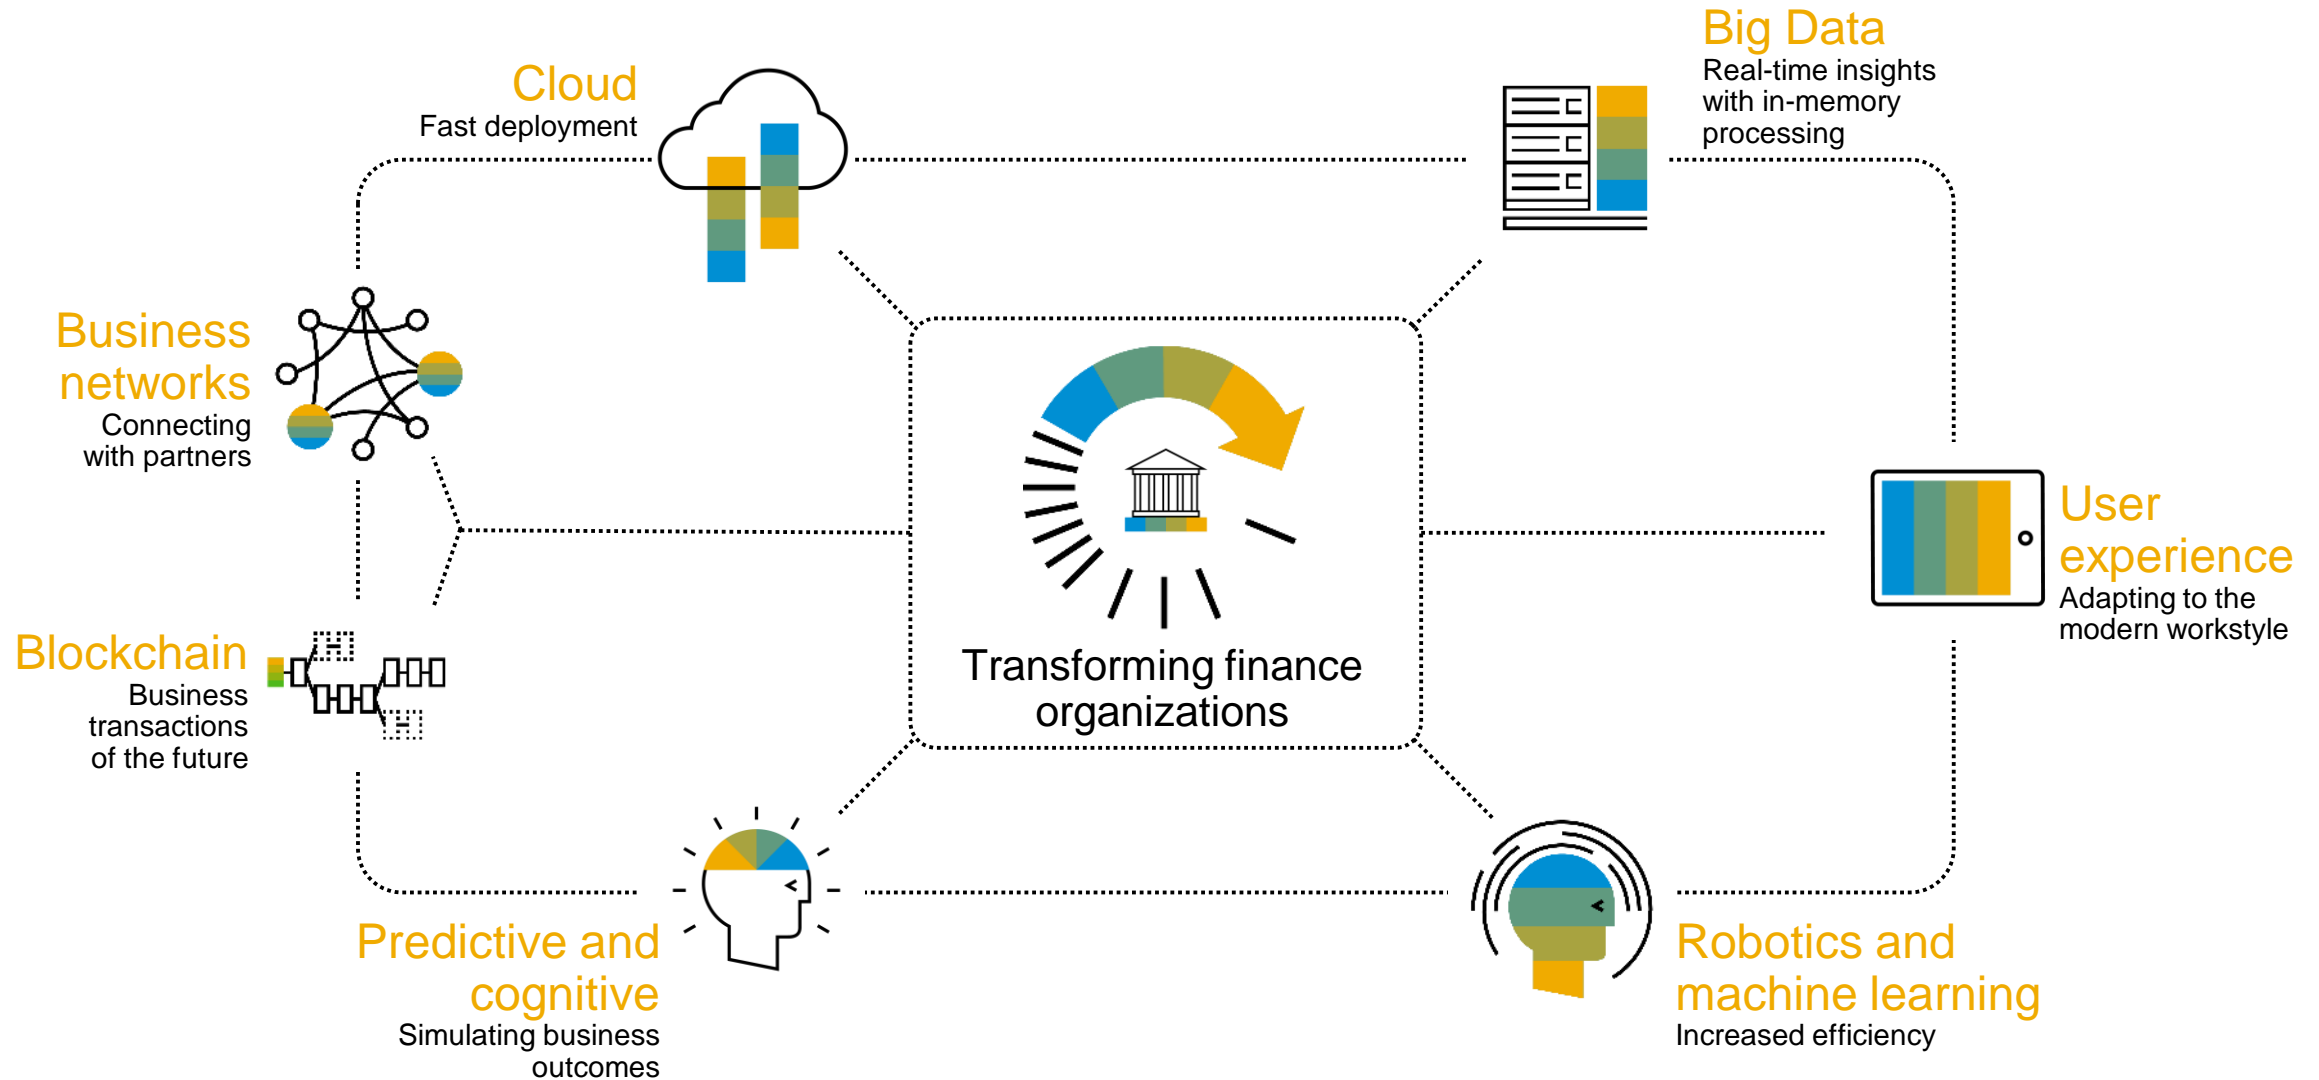 Cloud
Fast deployment
Big Data
Real-time insights
with in-memory
processing
Business
networks
Connecting
with partners
User
experience
Adapting to the
modern workstyle
Transforming finance
organizations
Blockchain
Business
transactions
of the future
Predictive and
cognitive
Simulating business
outcomes
Robotics and
machine learning
Increased efficiency